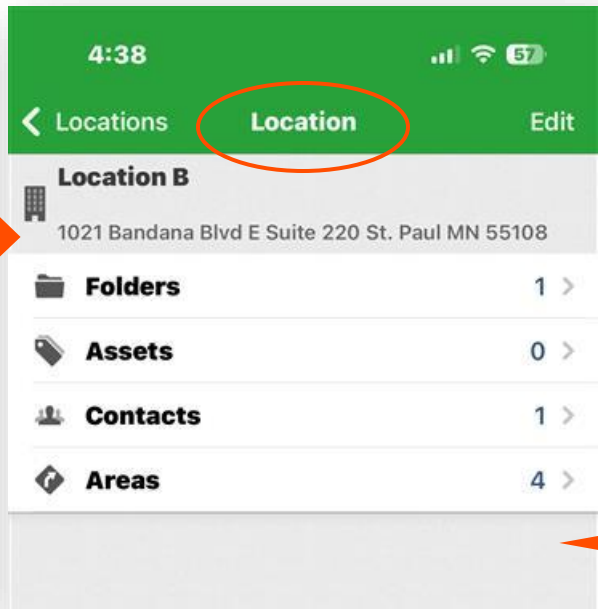 4:38
57
Locations Location Edit
Location B
1021 Bandana Blvd E Suite 220 St. Paul MN 55108
Folders 1
Assets 0
Contacts 1
Areas 4